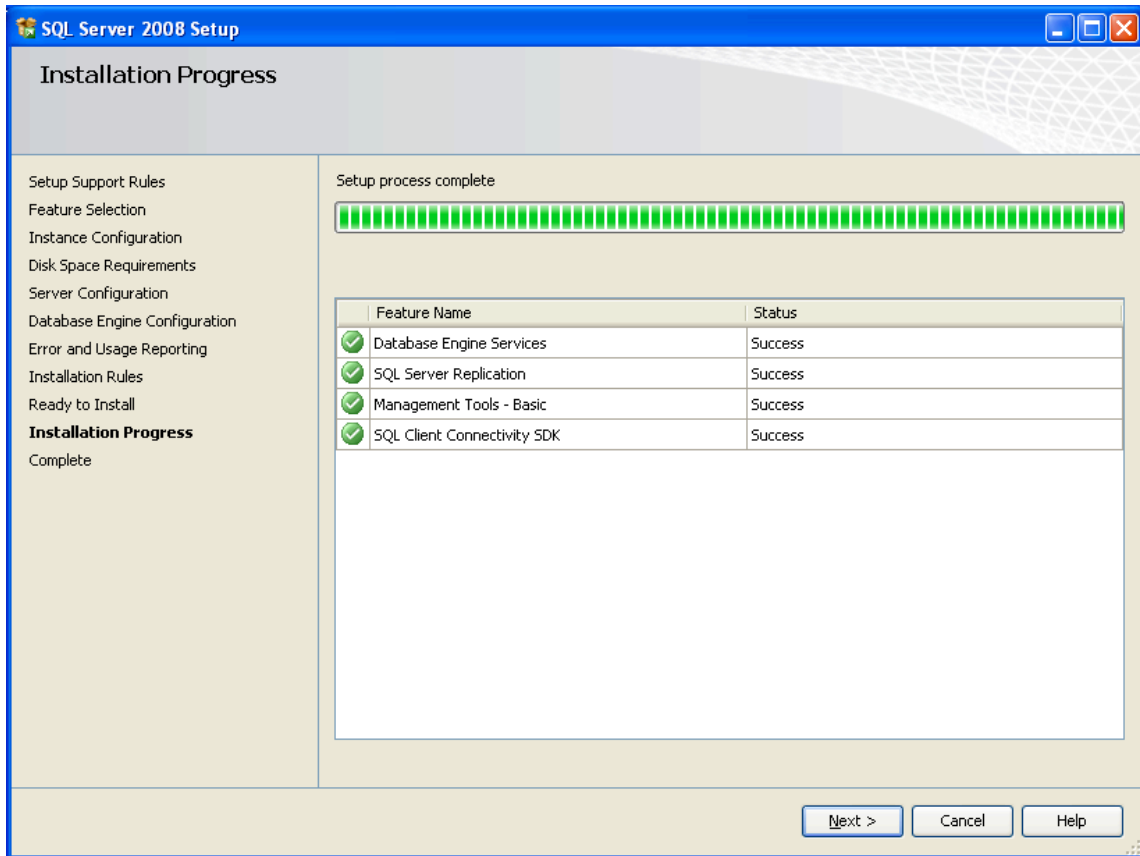 SQL Server 2008 Setup
Installation Progress
Setup Support Rules
Feature Selection
Instance Configuration
Disk Space Requirements
Server Configuration
Database Engine Configuration
Error and Usage Reporting
Installation Rules
Ready to Install
Installation Progress
Complete
Setup process complete
Feature Name Status
Database Engine Services Success
SQL Server Replication Success
Management Tools - Basic Success
SQL Client Connectivity SDK Success
Next > Cancel Help